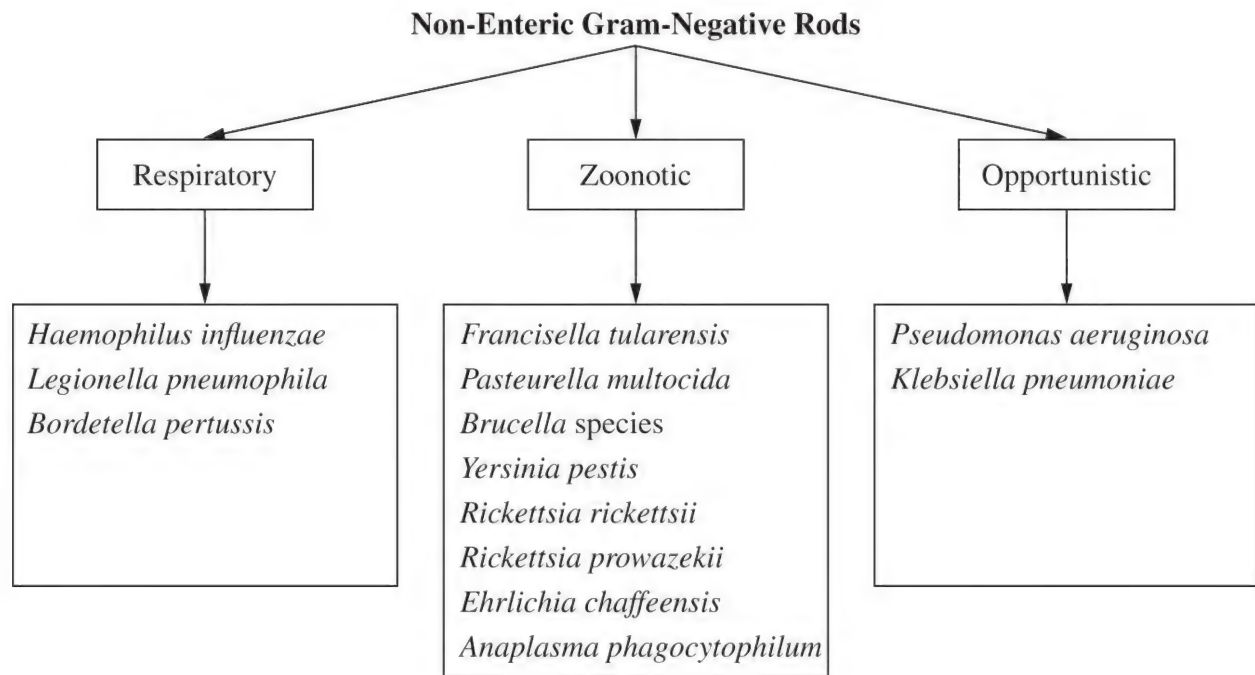 Non-Enteric Gram-Negative Rods
Respiratory
Zoonotic
Opportunistic
Haemophilus influenzae
Legionella pneumophila
Bordetella pertussis
Francisella tularensis
Pasteurella multocida
Brucella species
Yersinia pestis
Rickettsia rickettsii
Rickettsia prowazekii
Ehrlichia chaffeensis
Anaplasma phagocytophilum
Pseudomonas aeruginosa
Klebsiella pneumoniae